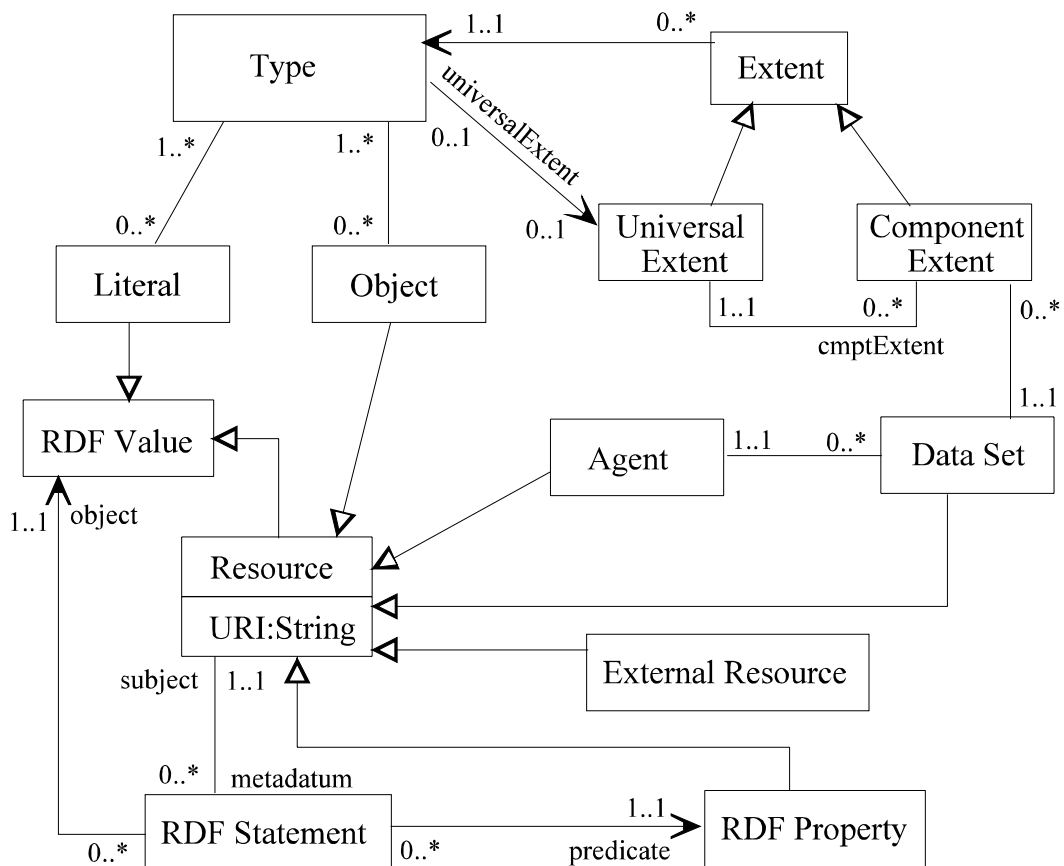 1..1
0..*
Type
Extent
universalExtent
1..*
1..*
0..1
0..*
0..*
0..1
Universal
Extent
Component
Extent
Literal
Object
1..1
0..*
0..*
cmptExtent
1..1
RDF Value
Agent
1..1
0..*
Data Set
1..1
object
Resource
URI:String
subject
1..1
External Resource
0..*
metadatum
1..1
RDF Statement
RDF Property
0..*
0..*
predicate